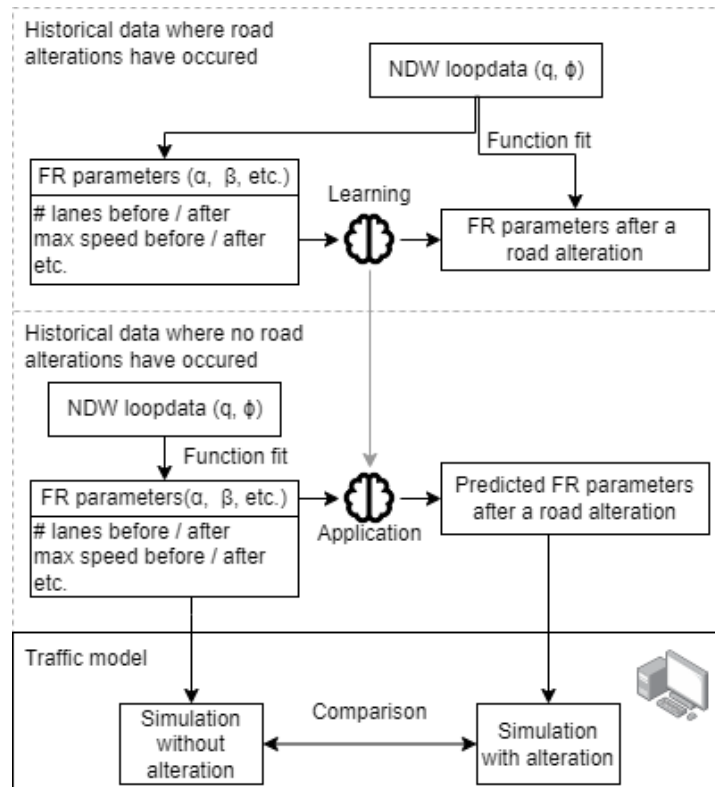 Historical data where road
alterations have occured
NDW loopdata (q, ϕ)
Function fit
FR parameters (α, β, etc.)
# lanes before / after
max speed before / after
etc.
Learning
FR parameters after a
road alteration
Historical data where no road
alterations have occured
NDW loopdata (q, ϕ)
Function fit
FR parameters(α, β, etc.)
# lanes before / after
max speed before / after
etc.
Application
Predicted FR parameters
after a road alteration
Traffic model
Simulation
without
alteration
Comparison
Simulation
with alteration